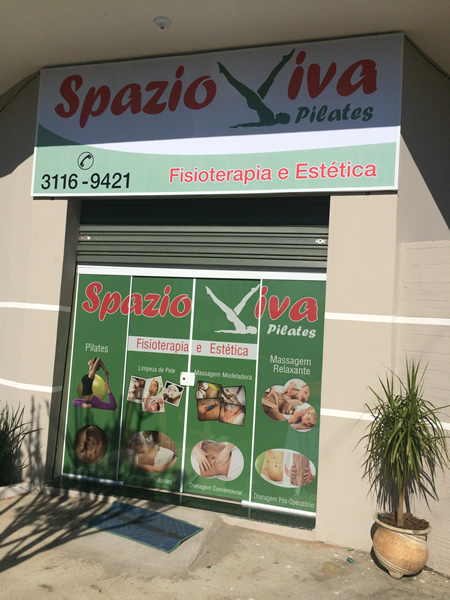 Spazio Viva
Pilates
3116-9421
Fisioterapia e Estética
Spazio Viva
Pilates
Fisioterapia e Estética
Pilates
Limpeza de Pele
Massagem Modeladora
Massagem
Relaxante
Drenagem Convencional
Drenagem Pós-Operatório